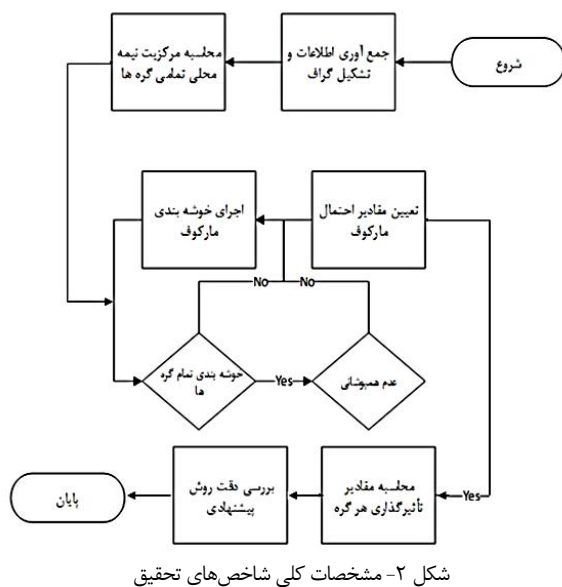 شروع
جمع آوری اطلاعات و
تشکیل گراف
محاسبه مرکزیت نیمه
محلی تمامی گره ها
تعیین مقادیر احتمال
مارکوف
اجرای خوشه بندی
مارکوف
No
No
خوشه بندی تمام گره
ها
Yes
عدم همپوشانی
Yes
محاسبه مقادیر
تأثیرگذاری هر گره
بررسی دقت روش
پیشنهادی
پایان
شکل ۲- مشخصات کلی شاخص‌های تحقیق